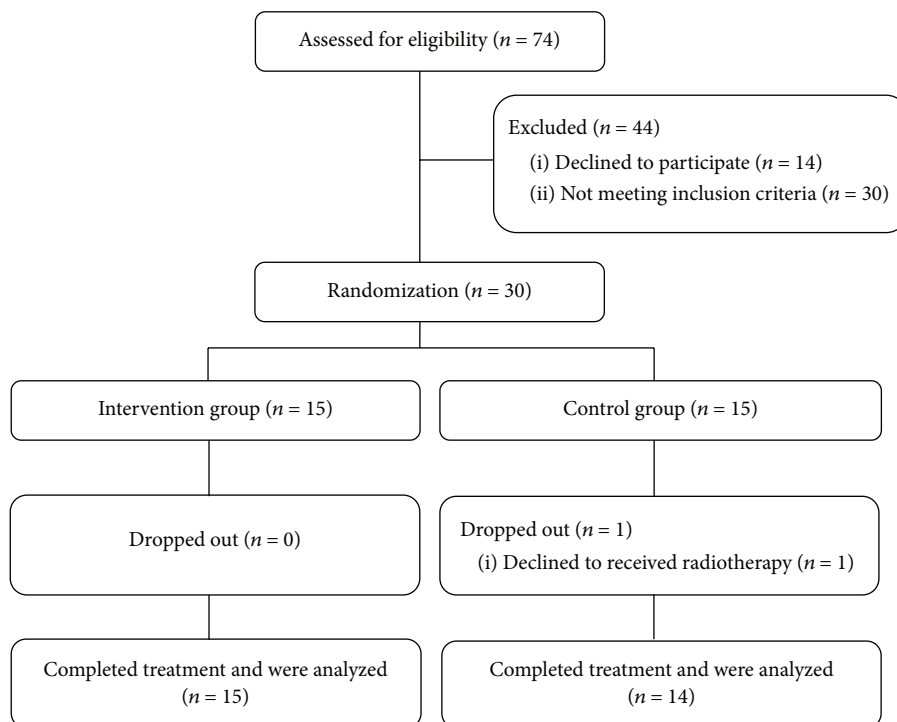 Assessed for eligibility (n = 74)
Excluded (n = 44)
(i) Declined to participate (n = 14)
(ii) Not meeting inclusion criteria (n = 30)
Randomization (n = 30)
Intervention group (n = 15)
Control group (n = 15)
Dropped out (n = 0)
Dropped out (n = 1)
(i) Declined to received radiotherapy (n = 1)
Completed treatment and were analyzed
(n = 15)
Completed treatment and were analyzed
(n = 14)